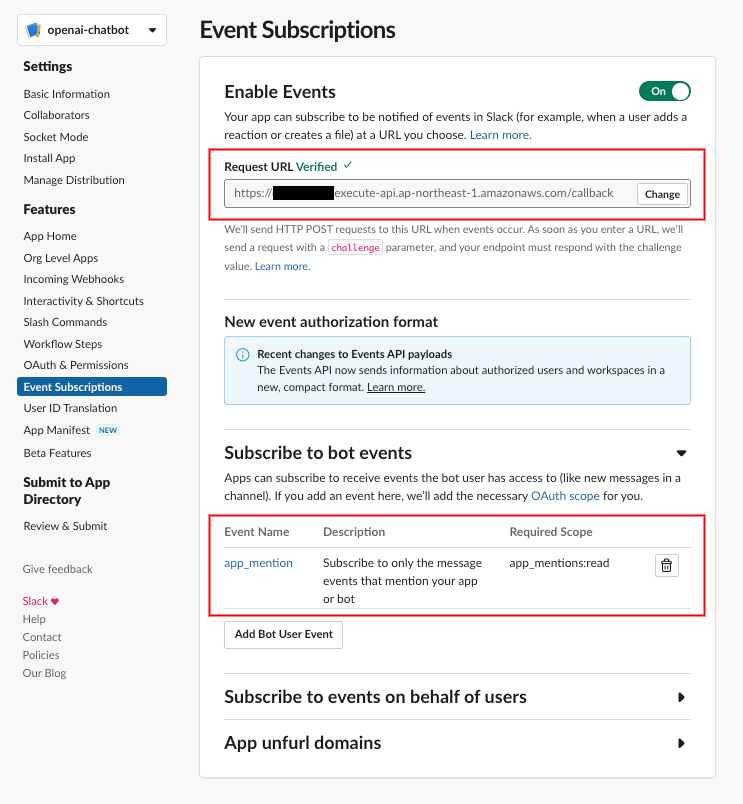 openai-chatbot
Settings
Basic Information
Collaborators
Socket Mode
Install App
Manage Distribution
Features
App Home
Org Level Apps
Incoming Webhooks
Interactivity & Shortcuts
Slash Commands
Workflow Steps
OAuth & Permissions
Event Subscriptions
User ID Translation
App Manifest NEW
Beta Features
Submit to App
Directory
Review & Submit
Give feedback
Slack ♥
Help
Contact
Policies
Our Blog
Event Subscriptions
Enable Events
On
Your app can subscribe to be notified of events in Slack (for example, when a user adds a
reaction or creates a file) at a URL you choose. Learn more.
Request URL Verified ✓
https://execute-api.ap-northeast-1.amazonaws.com/callback
Change
We’ll send HTTP POST requests to this URL when events occur. As soon as you enter a URL, we’ll
send a request with a challenge parameter, and your endpoint must respond with the challenge
value. Learn more.
New event authorization format
Recent changes to Events API payloads
The Events API now sends information about authorized users and workspaces in a
new, compact format. Learn more.
Subscribe to bot events
Apps can subscribe to receive events the bot user has access to (like new messages in a
channel). If you add an event here, we’ll add the necessary OAuth scope for you.
Event Name Description Required Scope
app_mention Subscribe to only the message app_mentions:read
events that mention your app
or bot
Add Bot User Event
Subscribe to events on behalf of users
App unfurl domains